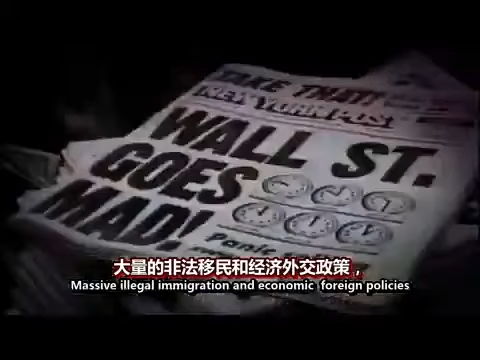 TAKE THAT!
NEW YORK POST
WALL ST.
GOES
MAD!
Panic
大量的非法移民和经济外交政策，
Massive illegal immigration and economic foreign policies